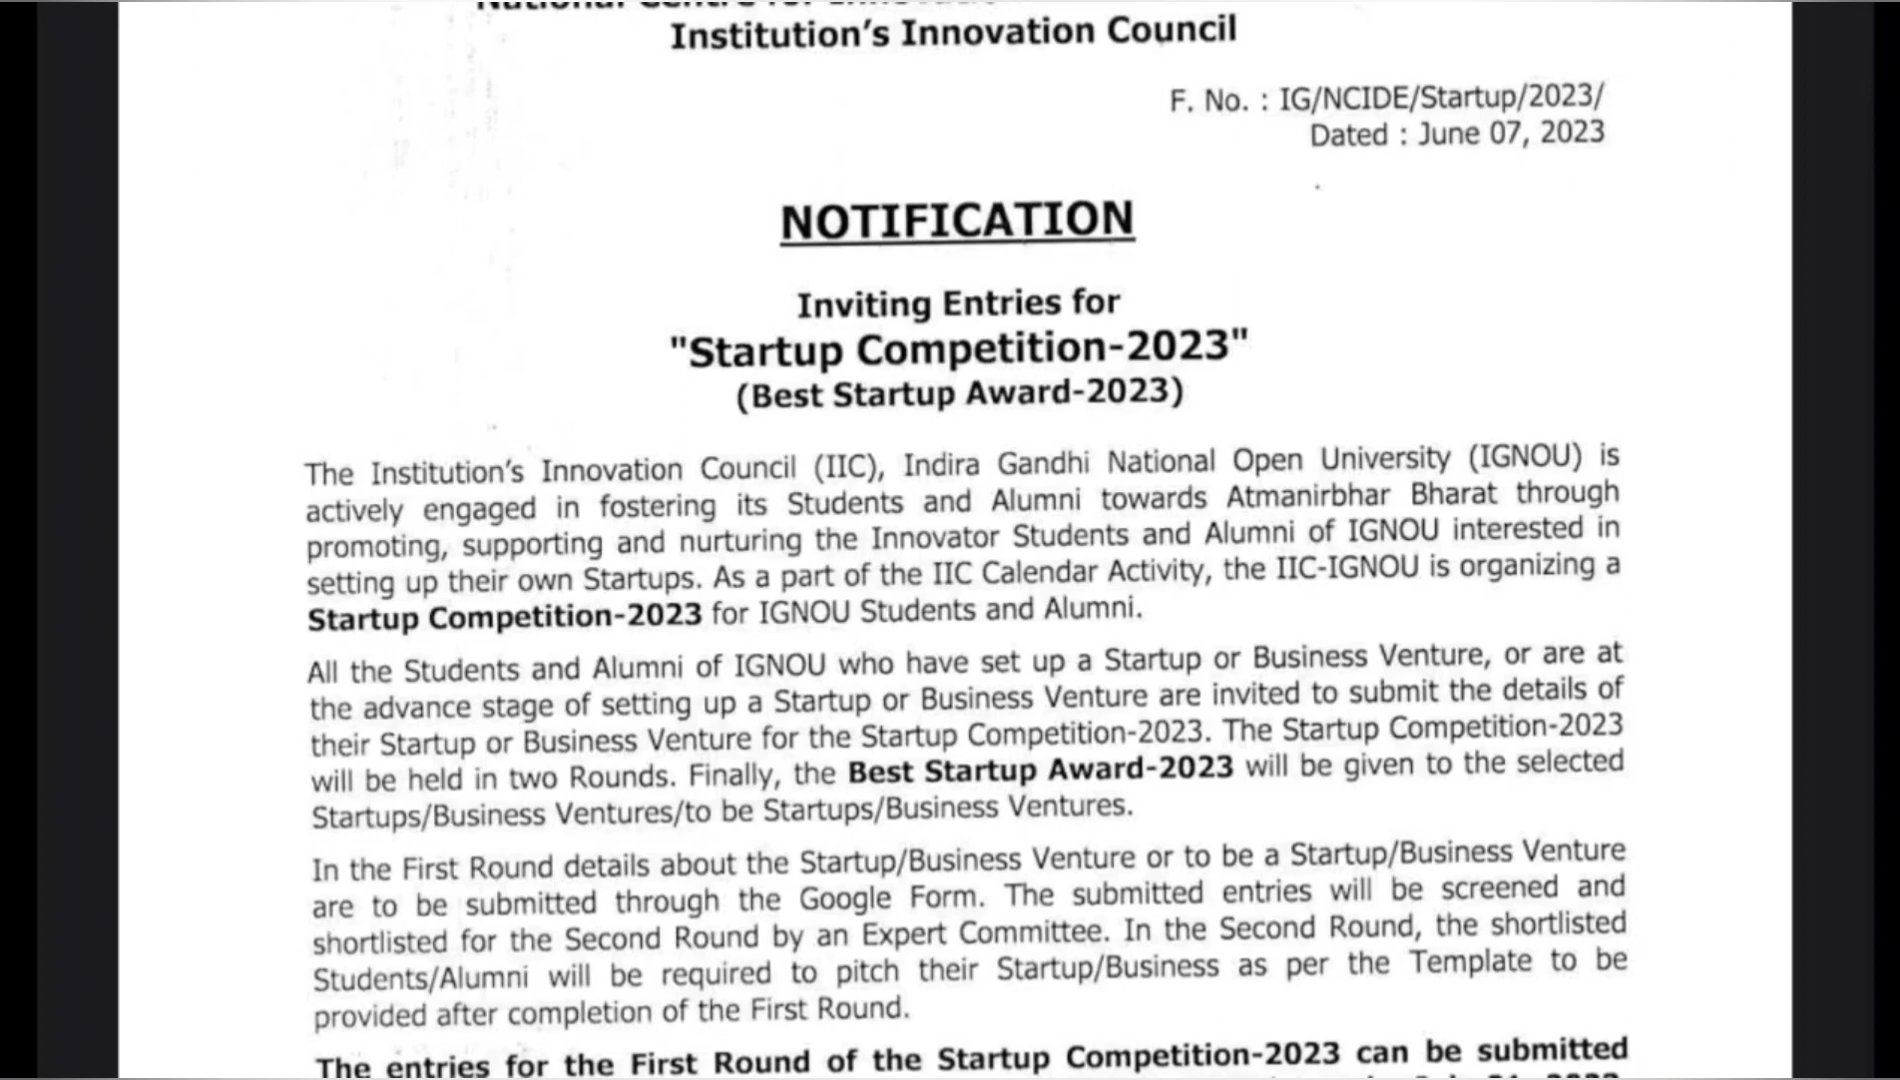 Institution’s Innovation Council
F. No. : IG/NCIDE/Startup/2023/
Dated : June 07, 2023
NOTIFICATION
Inviting Entries for
"Startup Competition-2023"
(Best Startup Award-2023)
The Institution’s Innovation Council (IIC), Indira Gandhi National Open University (IGNOU) is
actively engaged in fostering its Students and Alumni towards Atmanirbhar Bharat through
promoting, supporting and nurturing the Innovator Students and Alumni of IGNOU interested in
setting up their own Startups. As a part of the IIC Calendar Activity, the IIC-IGNOU is organizing a
Startup Competition-2023 for IGNOU Students and Alumni.
All the Students and Alumni of IGNOU who have set up a Startup or Business Venture, or are at
the advance stage of setting up a Startup or Business Venture are invited to submit the details of
their Startup or Business Venture for the Startup Competition-2023. The Startup Competition-2023
will be held in two Rounds. Finally, the Best Startup Award-2023 will be given to the selected
Startups/Business Ventures/to be Startups/Business Ventures.
In the First Round details about the Startup/Business Venture or to be a Startup/Business Venture
are to be submitted through the Google Form. The submitted entries will be screened and
shortlisted for the Second Round by an Expert Committee. In the Second Round, the shortlisted
Students/Alumni will be required to pitch their Startup/Business as per the Template to be
provided after completion of the First Round.
The entries for the First Round of the Startup Competition-2023 can be submitted